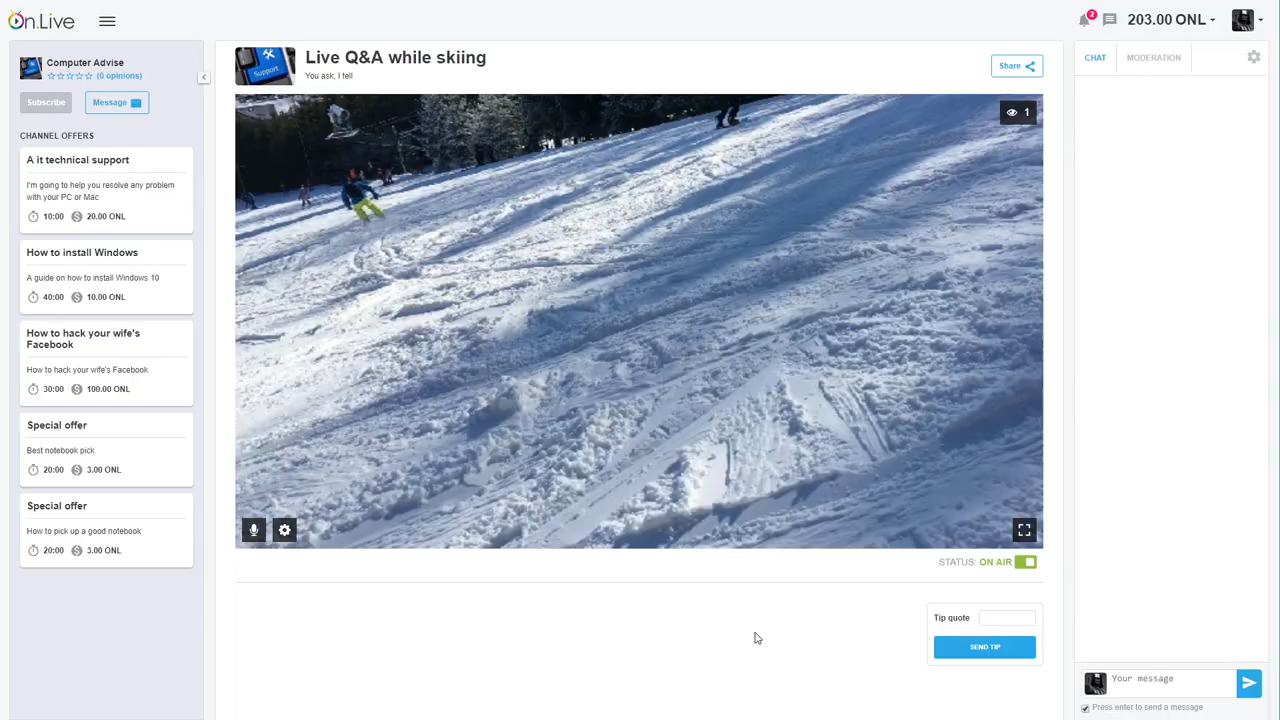 On.Live
2
203.00 ONL
Computer Advise
(0 opinions)
Subscribe
Message
CHANNEL OFFERS
A it technical support
I'm going to help you resolve any problem
with your PC or Mac
10:00 20.00 ONL
How to install Windows
A guide on how to install Windows 10
40:00 10.00 ONL
How to hack your wife's
Facebook
How to hack your wife's Facebook
30:00 100.00 ONL
Special offer
Best notebook pick
20:00 3.00 ONL
Special offer
How to pick up a good notebook
20:00 3.00 ONL
Support
Live Q&A while skiing
You ask, I tell
Share
1
STATUS: ON AIR
Tip quote
SEND TIP
CHAT
MODERATION
Your message
Press enter to send a message